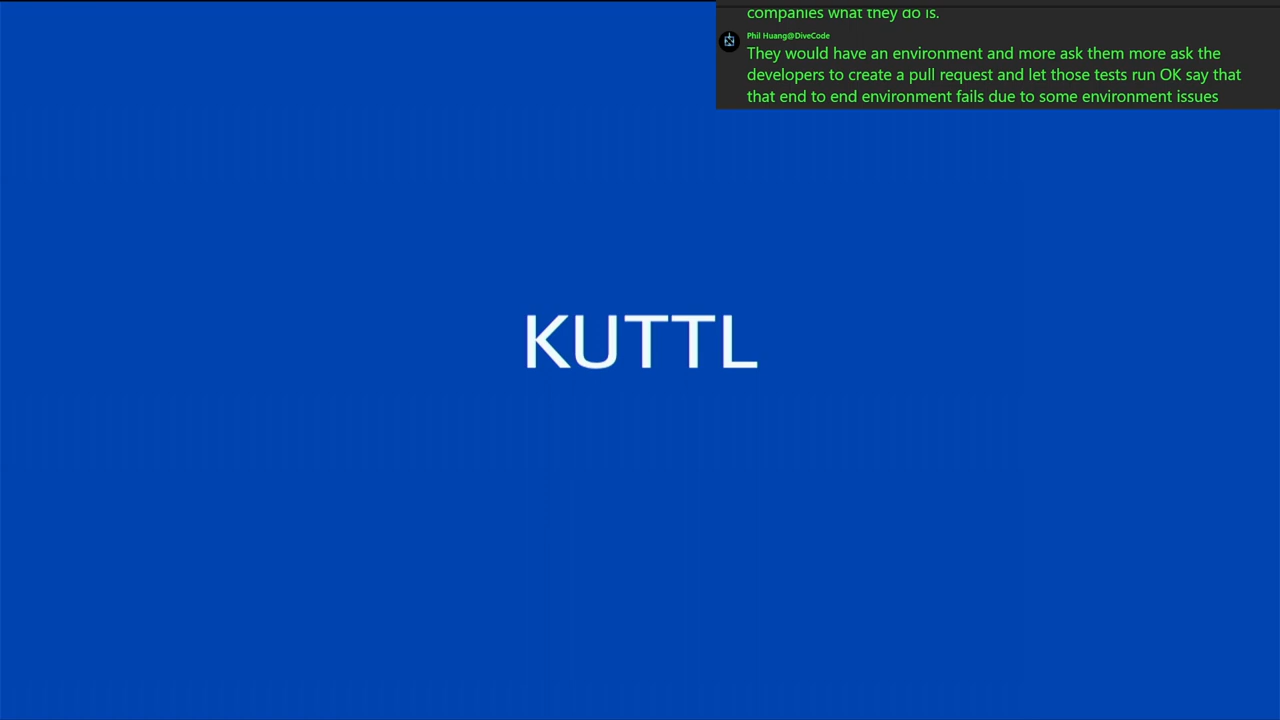 companies what they do is.
Phil Huang@DiveCode
They would have an environment and more ask them more ask the
developers to create a pull request and let those tests run OK say that
that end to end environment fails due to some environment issues
KUTTL